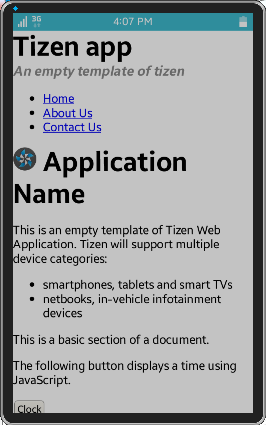 3G
4:07 PM
Tizen app
An empty template of tizen
Home
About Us
Contact Us
Application
Name
This is an empty template of Tizen Web
Application. Tizen will support multiple
device categories:
smartphones, tablets and smart TVs
netbooks, in-vehicle infotainment
devices
This is a basic section of a document.
The following button displays a time using
JavaScript.
Clock